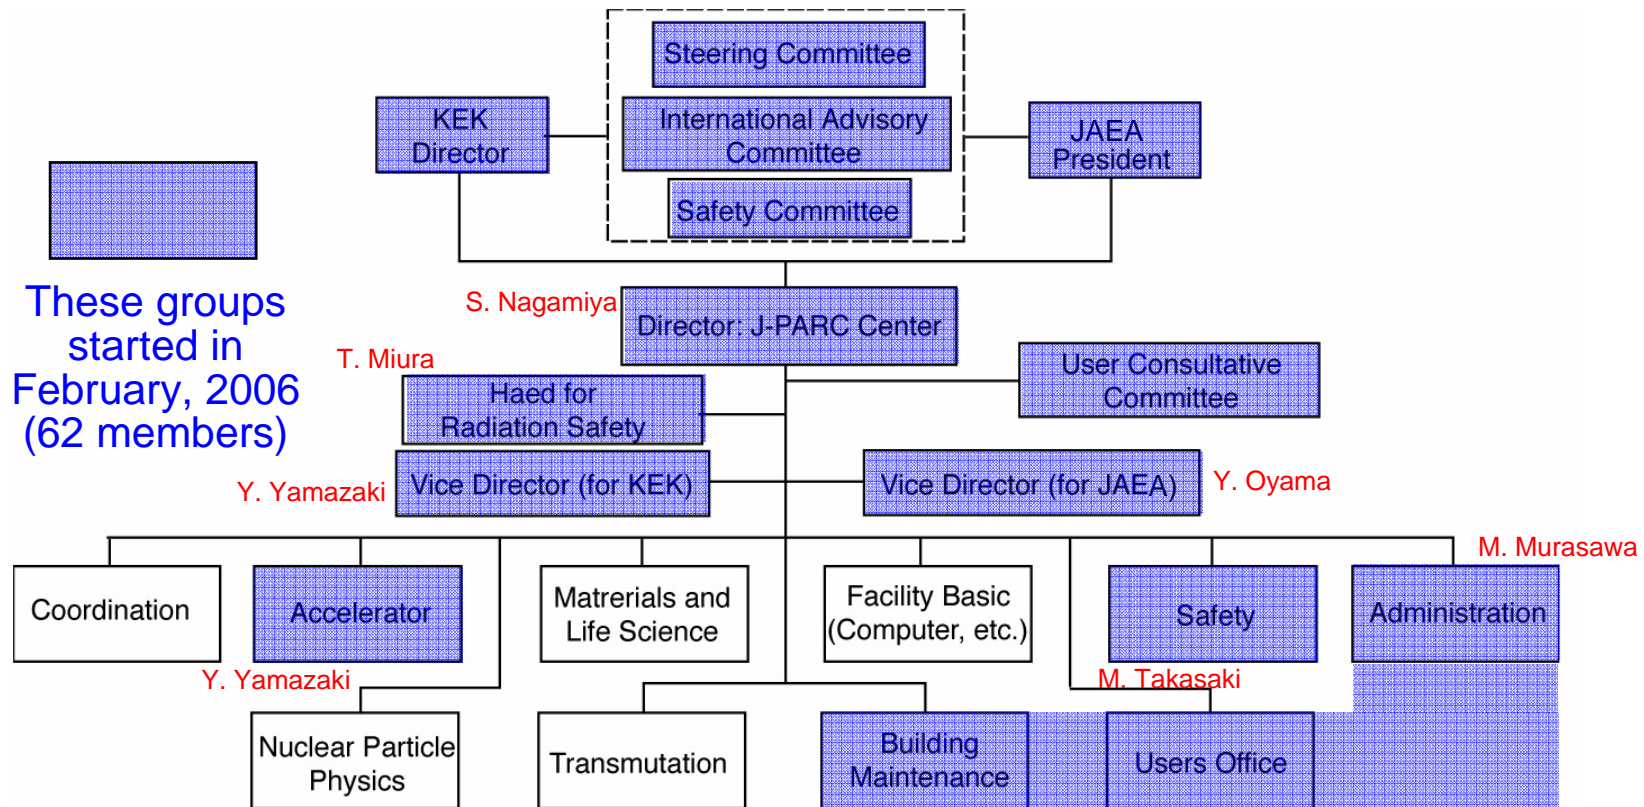 Steering Committee
KEK
Director
International Advisory
Committee
JAEA
President
Safety Committee
These groups
started in
February, 2006
(62 members)
S. Nagamiya
Director: J-PARC Center
T. Miura
Haed for
Radiation Safety
User Consultative
Committee
Y. Yamazaki
Vice Director (for KEK)
Vice Director (for JAEA)
Y. Oyama
M. Murasawa
Coordination
Accelerator
Matrerials and
Life Science
Facility Basic
(Computer, etc.)
Safety
Administration
Y. Yamazaki
M. Takasaki
Nuclear Particle
Physics
Transmutation
Building
Maintenance
Users Office